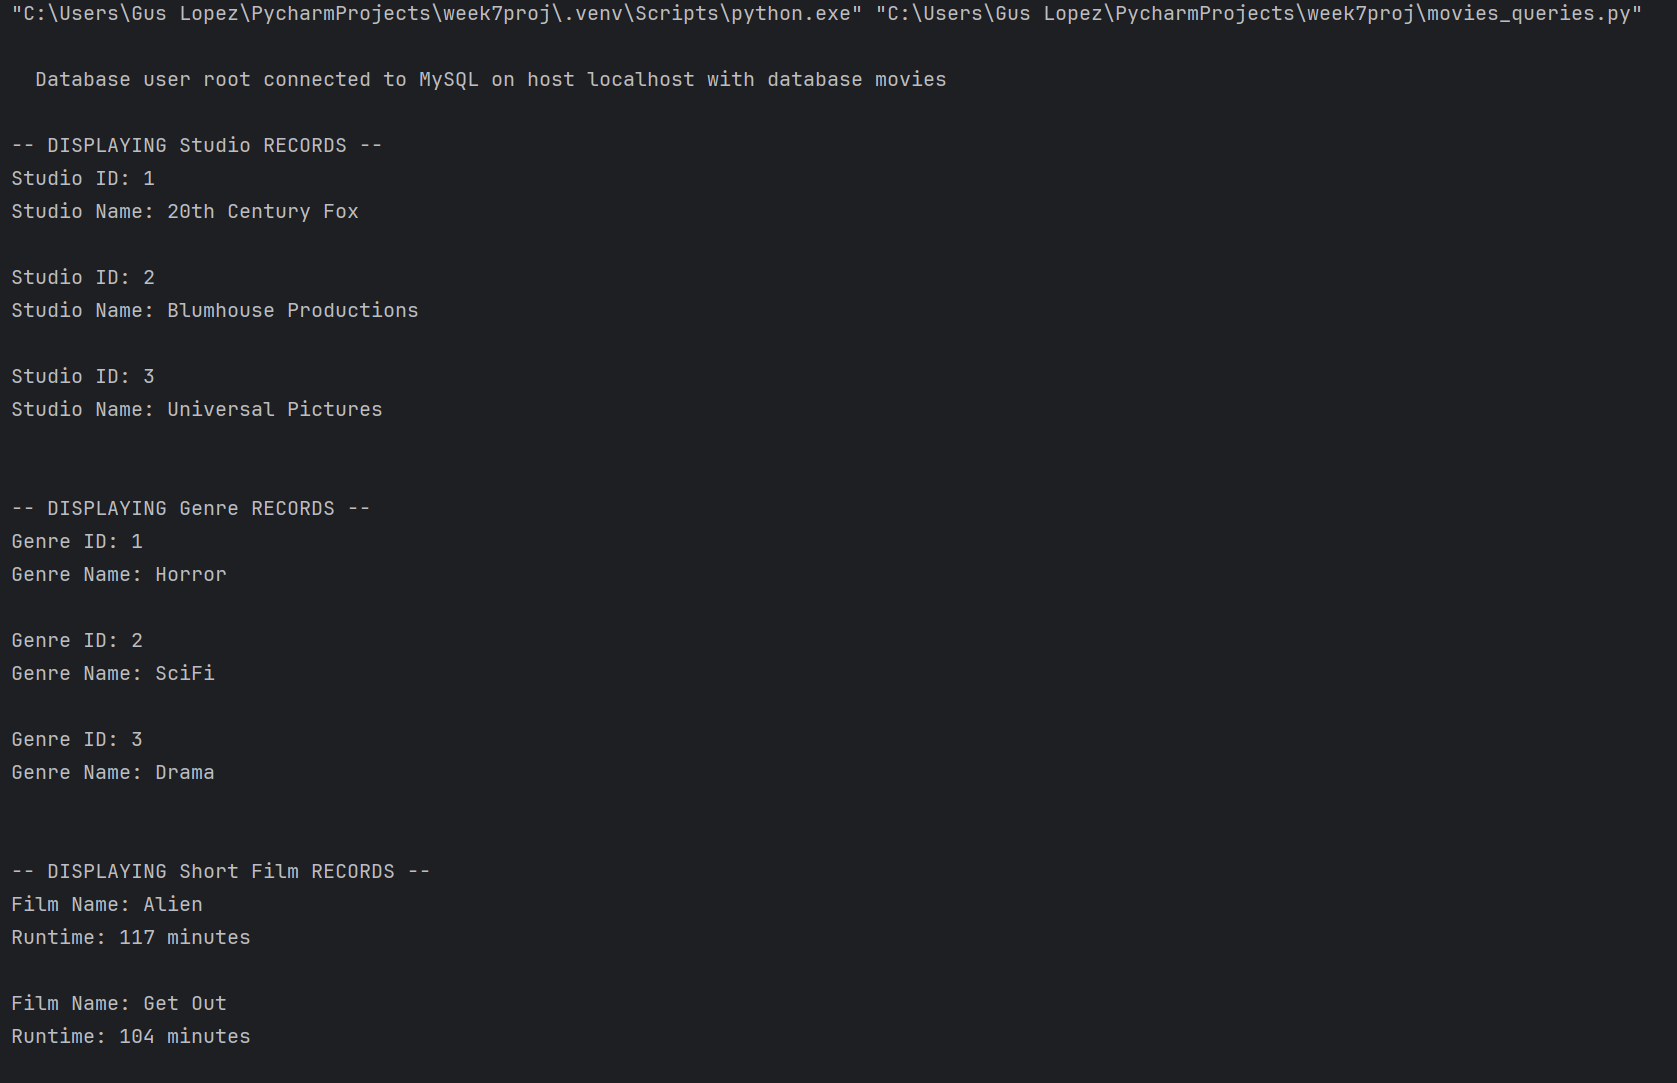 "C:\Users\Gus Lopez\PycharmProjects\week7proj\.venv\Scripts\python.exe" "C:\Users\Gus Lopez\PycharmProjects\week7proj\movies_queries.py"
Database user root connected to MySQL on host localhost with database movies
-- DISPLAYING Studio RECORDS --
Studio ID: 1
Studio Name: 20th Century Fox
Studio ID: 2
Studio Name: Blumhouse Productions
Studio ID: 3
Studio Name: Universal Pictures
-- DISPLAYING Genre RECORDS --
Genre ID: 1
Genre Name: Horror
Genre ID: 2
Genre Name: SciFi
Genre ID: 3
Genre Name: Drama
-- DISPLAYING Short Film RECORDS --
Film Name: Alien
Runtime: 117 minutes
Film Name: Get Out
Runtime: 104 minutes